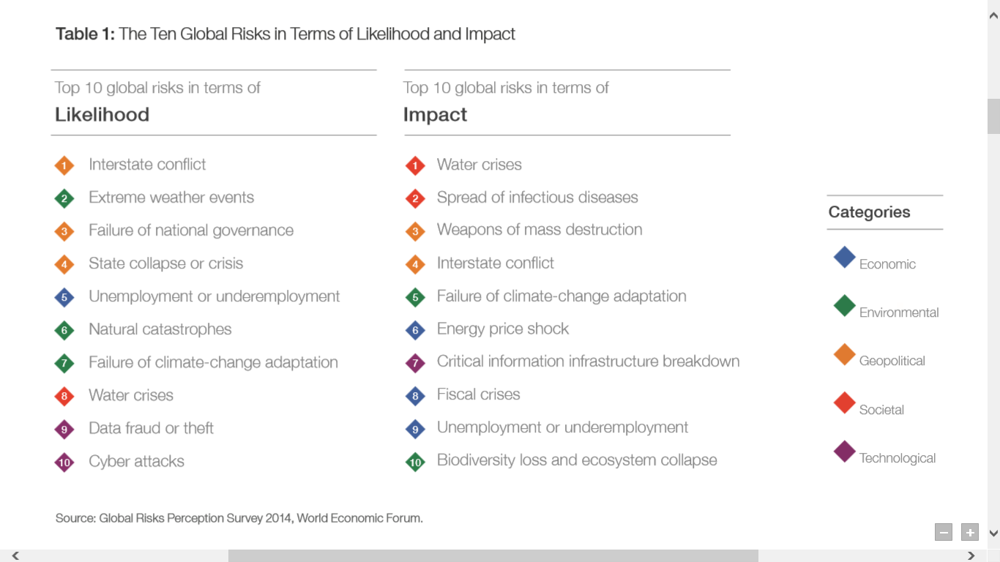 Table 1: The Ten Global Risks in Terms of Likelihood and Impact
Top 10 global risks in terms of
Likelihood
1 Interstate conflict
2 Extreme weather events
3 Failure of national governance
4 State collapse or crisis
5 Unemployment or underemployment
6 Natural catastrophes
7 Failure of climate-change adaptation
8 Water crises
9 Data fraud or theft
10 Cyber attacks
Top 10 global risks in terms of
Impact
1 Water crises
2 Spread of infectious diseases
3 Weapons of mass destruction
4 Interstate conflict
5 Failure of climate-change adaptation
6 Energy price shock
7 Critical information infrastructure breakdown
8 Fiscal crises
9 Unemployment or underemployment
10 Biodiversity loss and ecosystem collapse
Categories
Economic
Environmental
Geopolitical
Societal
Technological
Source: Global Risks Perception Survey 2014, World Economic Forum.